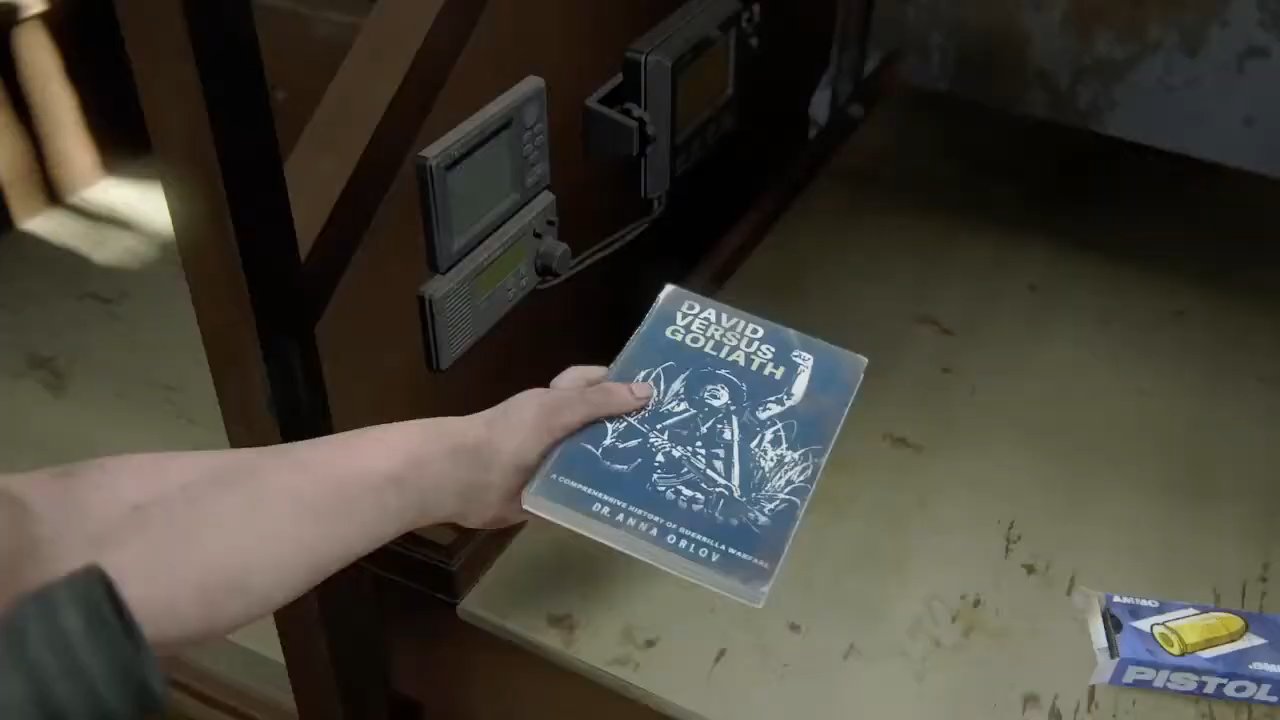 DAVID
VERSUS
GOLIATH
A COMPREHENSIVE HISTORY OF GUERRILLA WARFARE
DR. ANNA ORLOV
AMMO
PISTOL